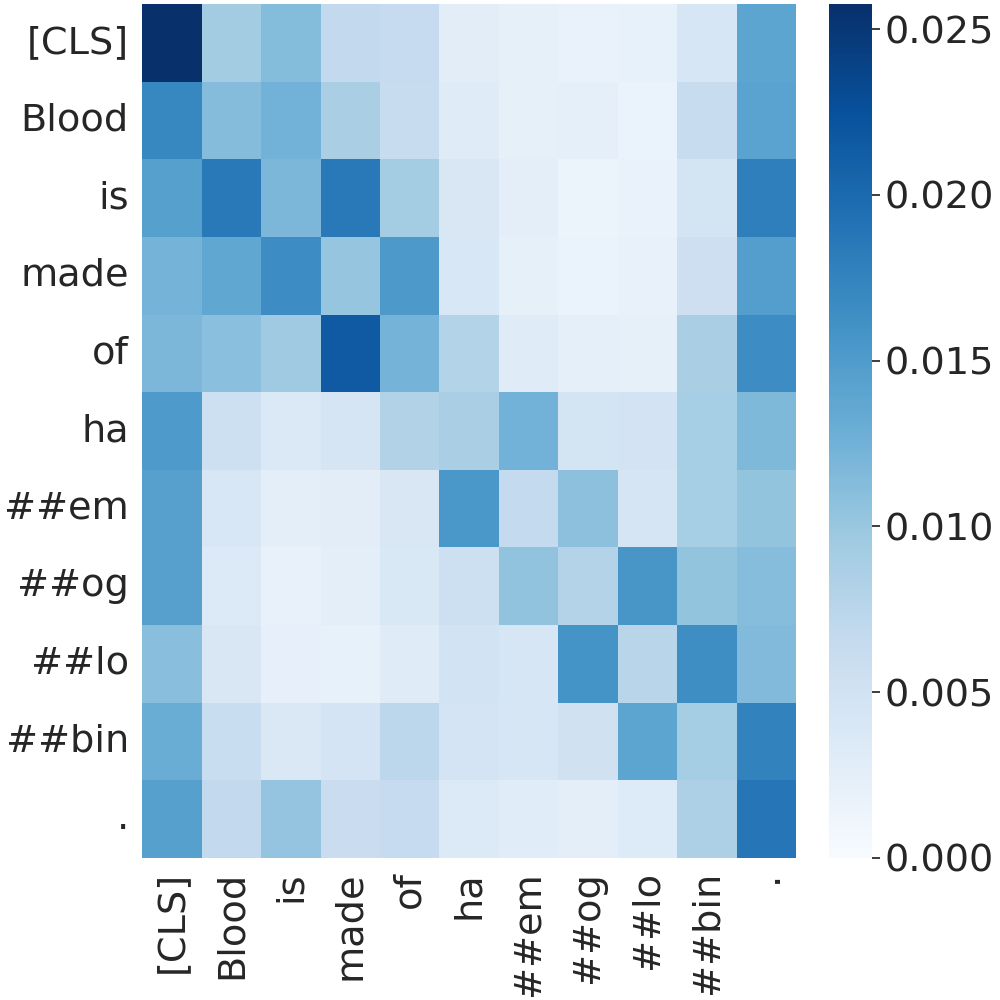 [CLS]
Blood
is
made
of
ha
##em
##og
##lo
##bin
.
[CLS]
Blood
is
made
of
ha
##em
##og
##lo
##bin
.
0.025
0.020
0.015
0.010
0.005
0.000